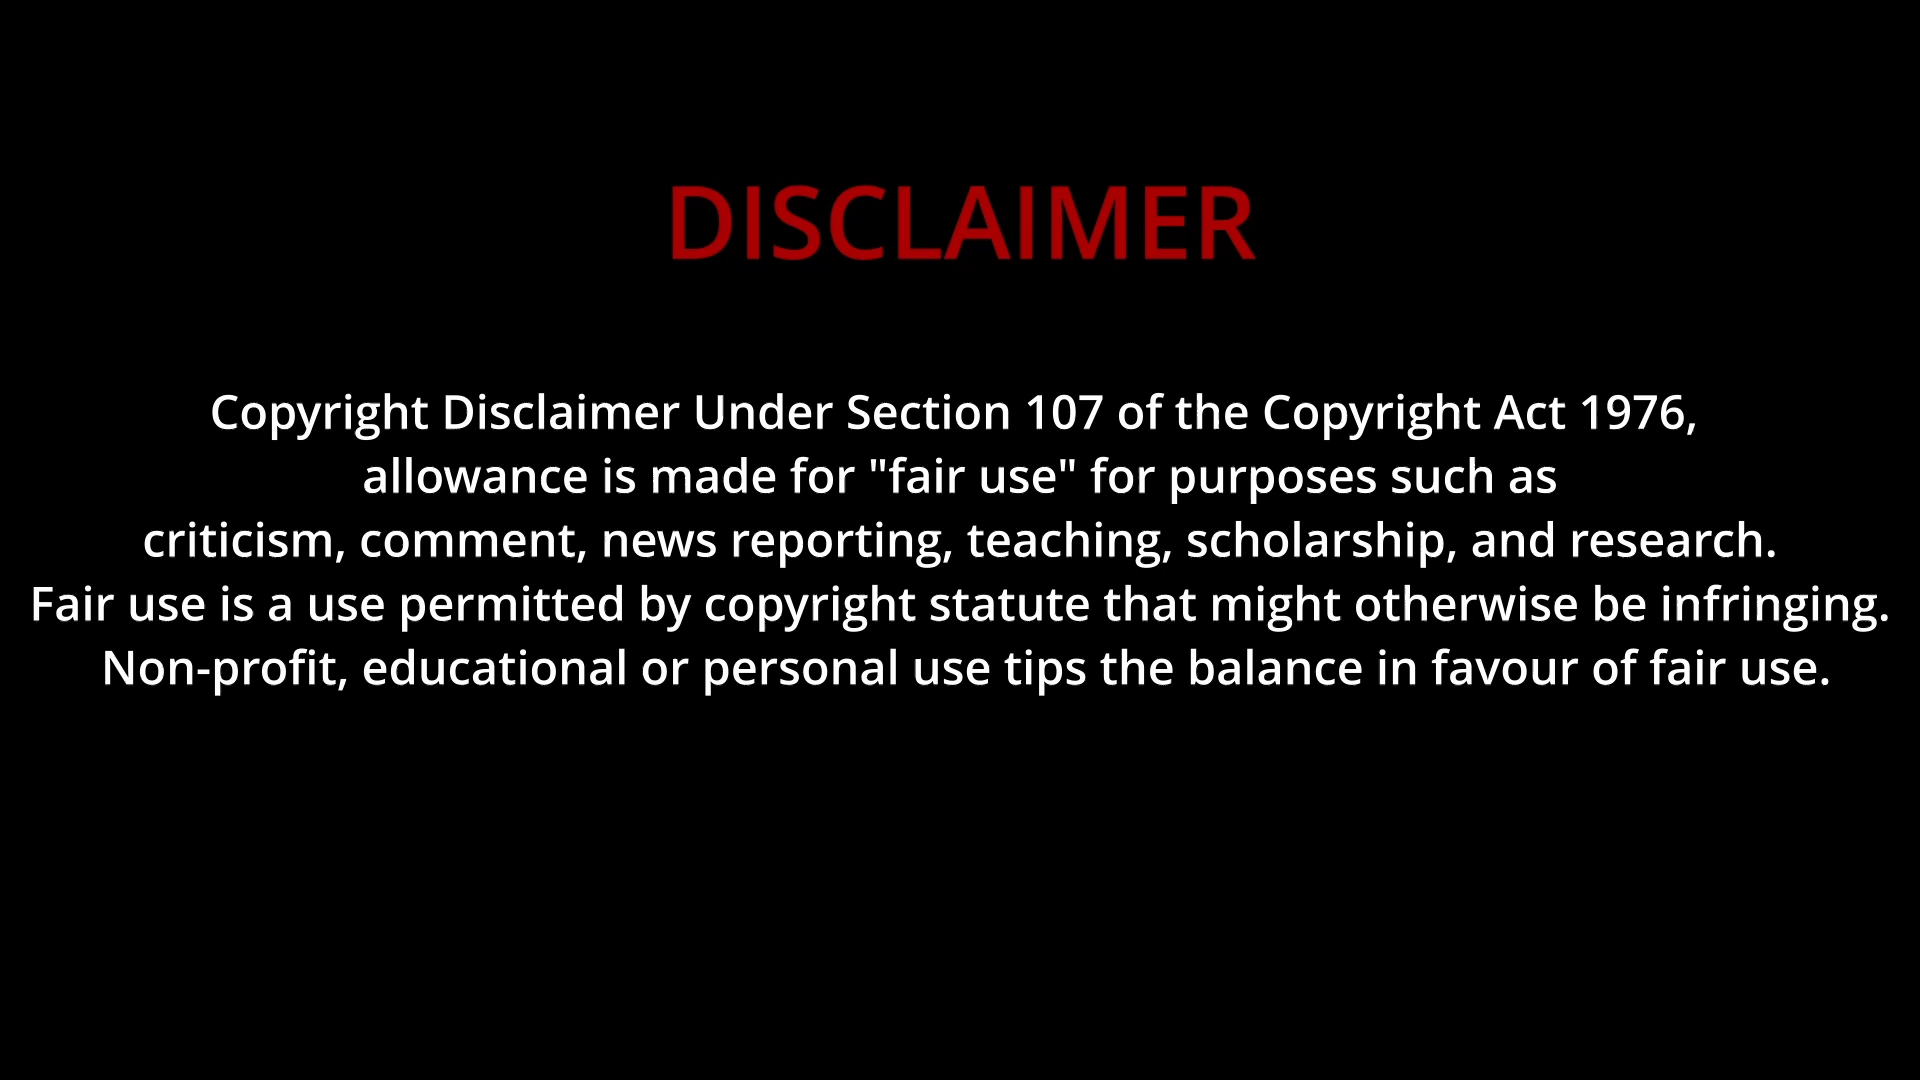 DISCLAIMER
Copyright Disclaimer Under Section 107 of the Copyright Act 1976,
allowance is made for "fair use" for purposes such as
criticism, comment, news reporting, teaching, scholarship, and research.
Fair use is a use permitted by copyright statute that might otherwise be infringing.
Non-profit, educational or personal use tips the balance in favour of fair use.